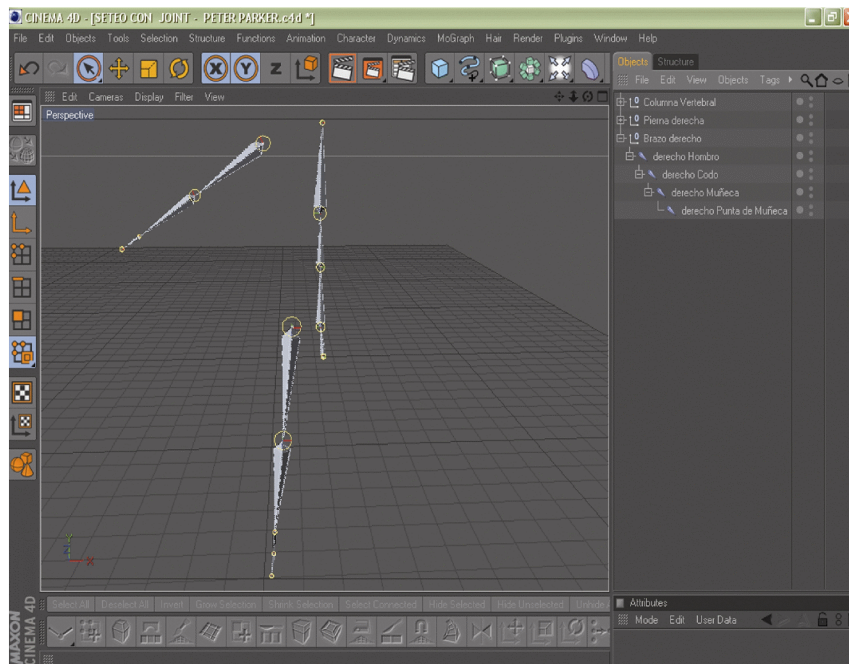 CINEMA 4D - [SETEO CON JOINT - PETER PARKER.c4d *]
File Edit Objects Tools Selection Structure Functions Animation Character Dynamics MoGraph Hair Render Plugins Window Help
Objects Structure
File Edit View Objects Tags
Edit Cameras Display Filter View
Perspective
Columna Vertebral
Pierna derecha
Brazo derecho
derecho Hombro
derecho Codo
derecho Muñeca
derecho Punta de Muñeca
X Y Z
Y
Z
X
Select All Deselect All Invert Grow Selection Shrink Selection Select Connected Hide Selected Hide Unselected Unhide A
Attributes
Mode Edit User Data
MAXON
CINEMA 4D